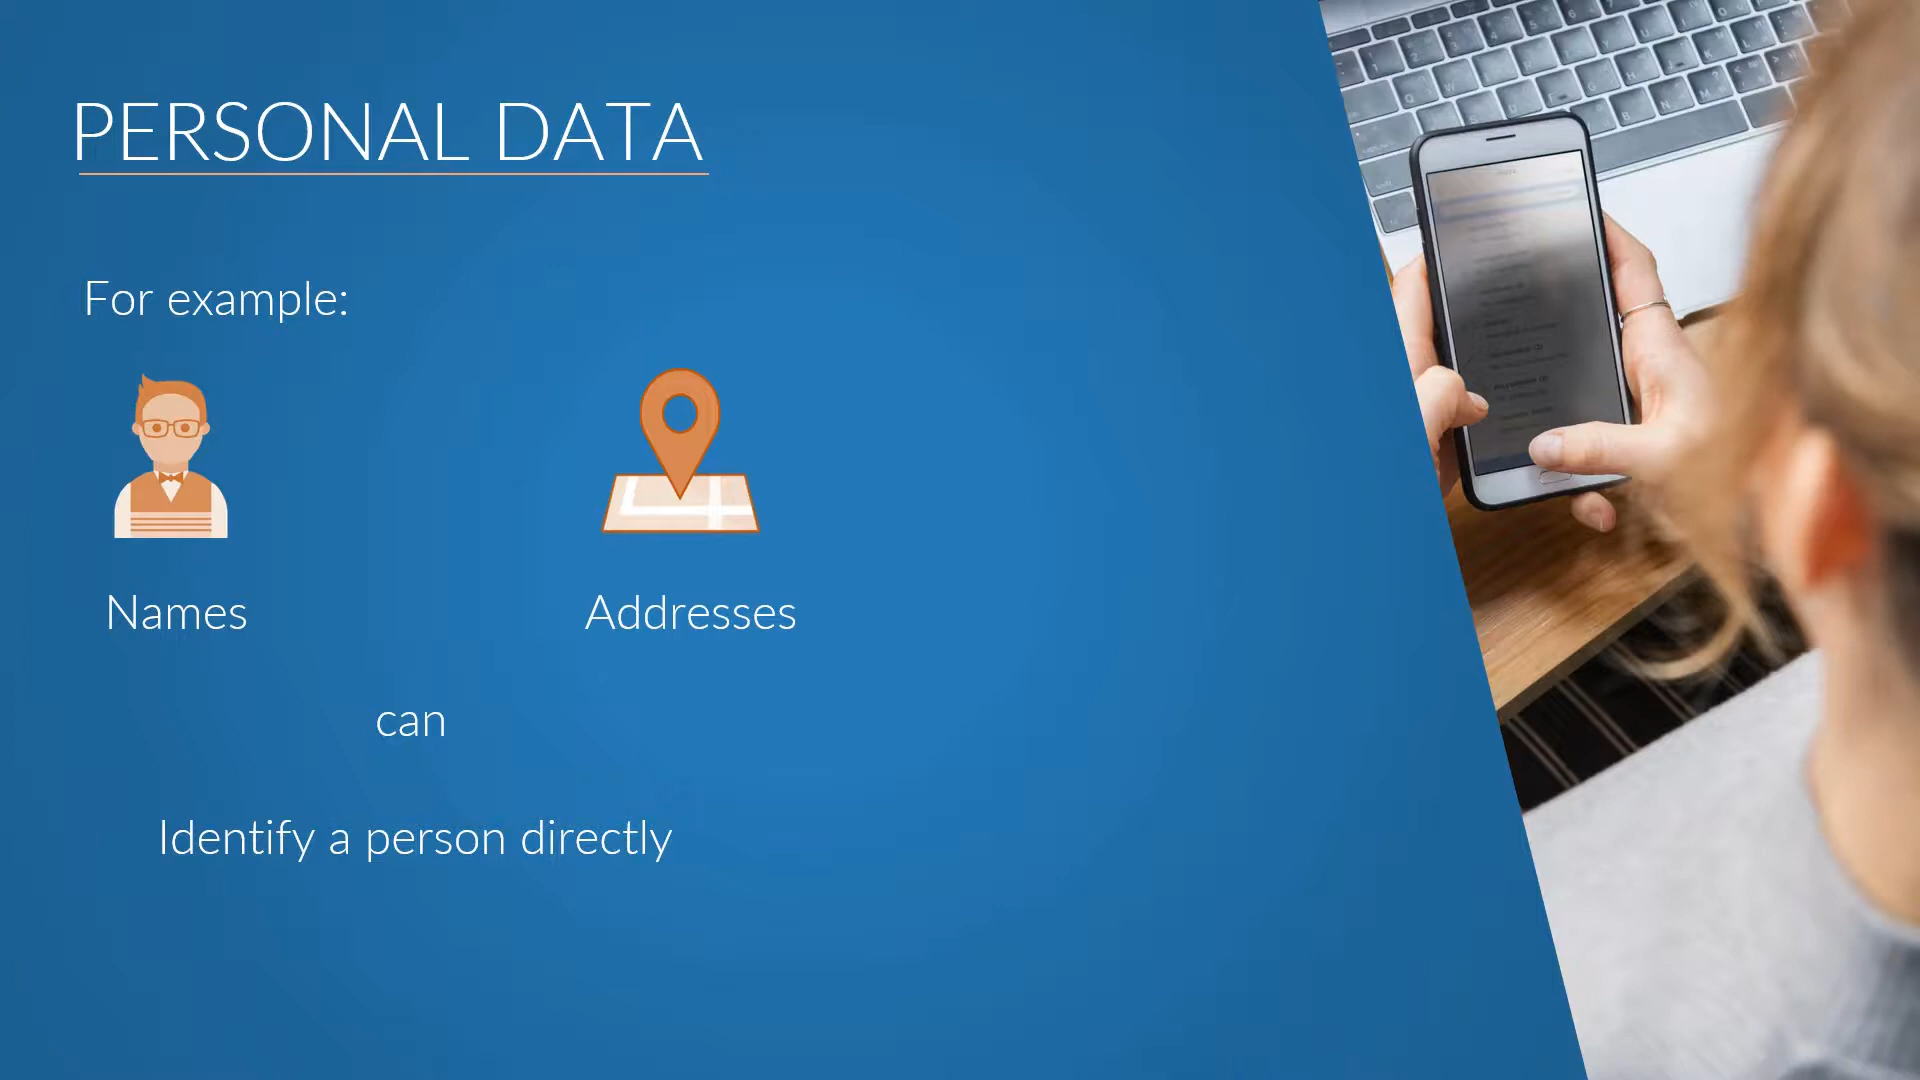 PERSONAL DATA
For example:
Names
Addresses
can
Identify a person directly